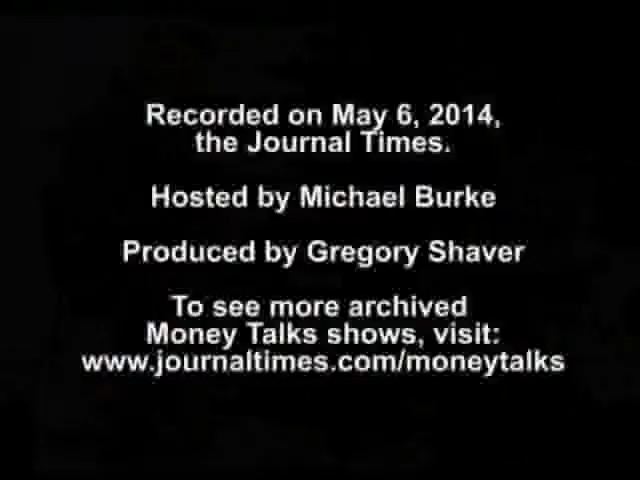 Recorded on May 6, 2014,
the Journal Times.
Hosted by Michael Burke
Produced by Gregory Shaver
To see more archived
Money Talks shows, visit:
www.journaltimes.com/moneytalks